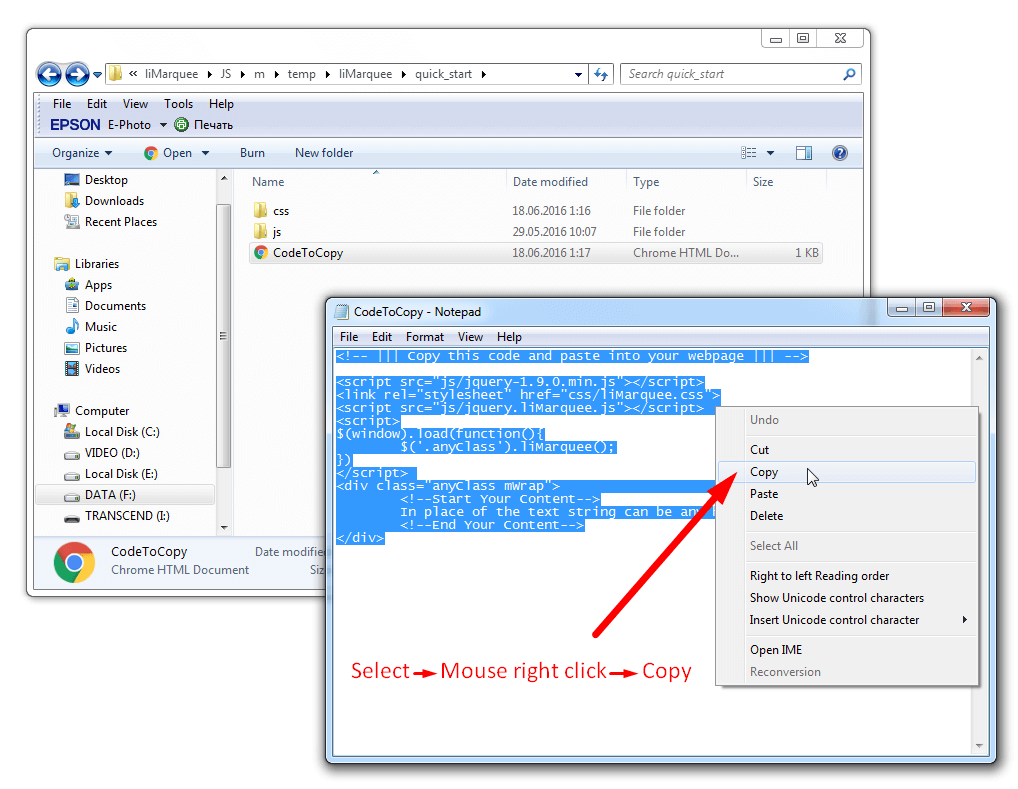 « liMarquee ▸ JS ▸ m ▸ temp ▸ liMarquee ▸ quick_start ▸
Search quick_start
File Edit View Tools Help
EPSON E-Photo Печать
Organize Open Burn New folder
Name Date modified Type Size
Desktop
Downloads
Recent Places
Libraries
Apps
Documents
Music
Pictures
Videos
Computer
Local Disk (C:)
VIDEO (D:)
Local Disk (E:)
DATA (F:)
TRANSCEND (I:)
css 18.06.2016 1:16 File folder
js 29.05.2016 10:07 File folder
CodeToCopy 18.06.2016 1:17 Chrome HTML Do... 1 KB
CodeToCopy Date modifie
Chrome HTML Document Siz
CodeToCopy - Notepad
File Edit Format View Help
<!-- ||| Copy this code and paste into your webpage ||| -->
<script src="js/jquery-1.9.0.min.js"></script>
<link rel="stylesheet" href="css/liMarquee.css">
<script src="js/jquery.liMarquee.js"></script>
<script>
$(window).load(function(){
$('.anyClass').liMarquee();
})
</script>
<div class="anyClass mWrap">
<!--Start Your Content-->
In place of the text string can be any
<!--End Your Content-->
</div>
Undo
Cut
Copy
Paste
Delete
Select All
Right to left Reading order
Show Unicode control characters
Insert Unicode control character
Open IME
Reconversion
Select→Mouse right click→Copy